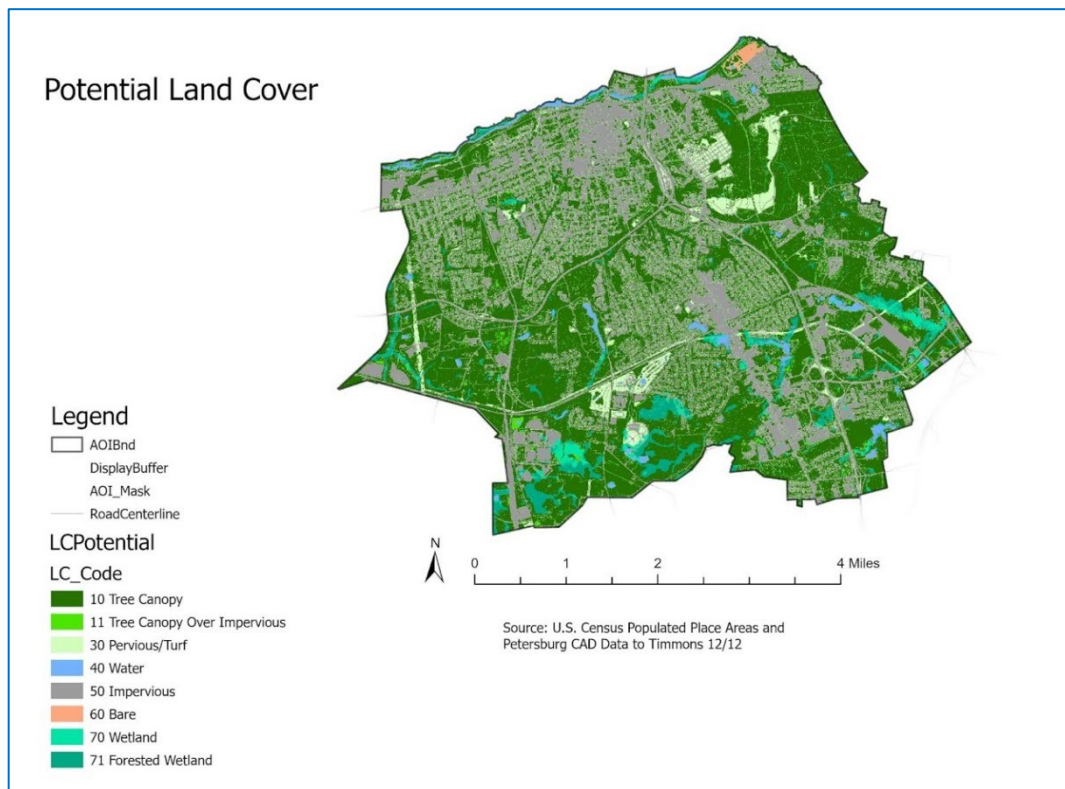 Potential Land Cover
Legend
AOIBnd
DisplayBuffer
AOI_Mask
RoadCenterline
LCPotential
LC_Code
10 Tree Canopy
11 Tree Canopy Over Impervious
30 Pervious/Turf
40 Water
50 Impervious
60 Bare
70 Wetland
71 Forested Wetland
N
0 1 2 4 Miles
Source: U.S. Census Populated Place Areas and
Petersburg CAD Data to Timmons 12/12